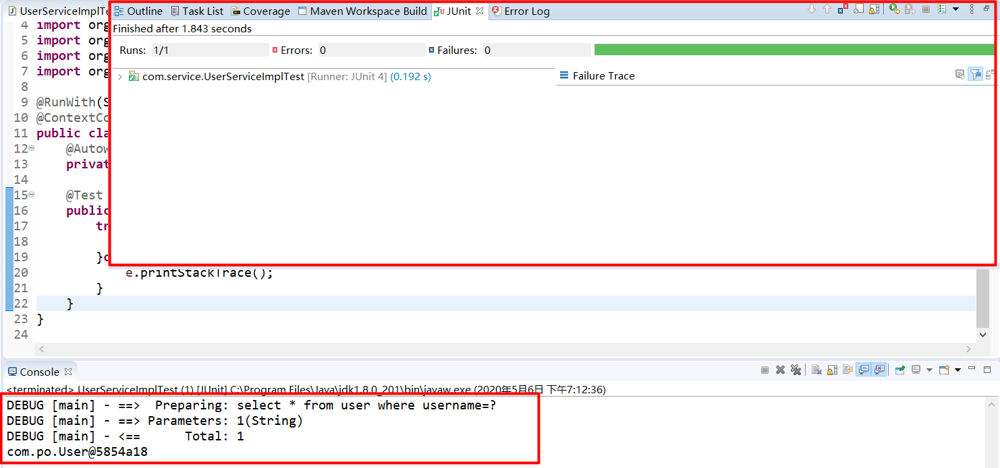 UserServiceImplTe
Outline Task List Coverage Maven Workspace Build JUnit Error Log
Finished after 1.843 seconds
Runs: 1/1 Errors: 0 Failures: 0
com.service.UserServiceImplTest [Runner: JUnit 4] (0.192 s)
Failure Trace
4 import org
5 import org
6 import org
7 import org
8
9 @RunWith(S
10 @ContextCo
11 public cla
12 @Autow
13 privat
14
15 @Test
16 public
17 tr
18
19 }c
20 e.printStackTrace();
21 }
22 }
23 }
24
Console
<terminated> UserServiceImplTest (1) [JUnit] C:\Program Files\Java\jdk1.8.0_201\bin\javaw.exe (2020年5月6日 下午7:12:36)
DEBUG [main] - ==>  Preparing: select * from user where username=?
DEBUG [main] - ==> Parameters: 1(String)
DEBUG [main] - <==      Total: 1
com.po.User@5854a18